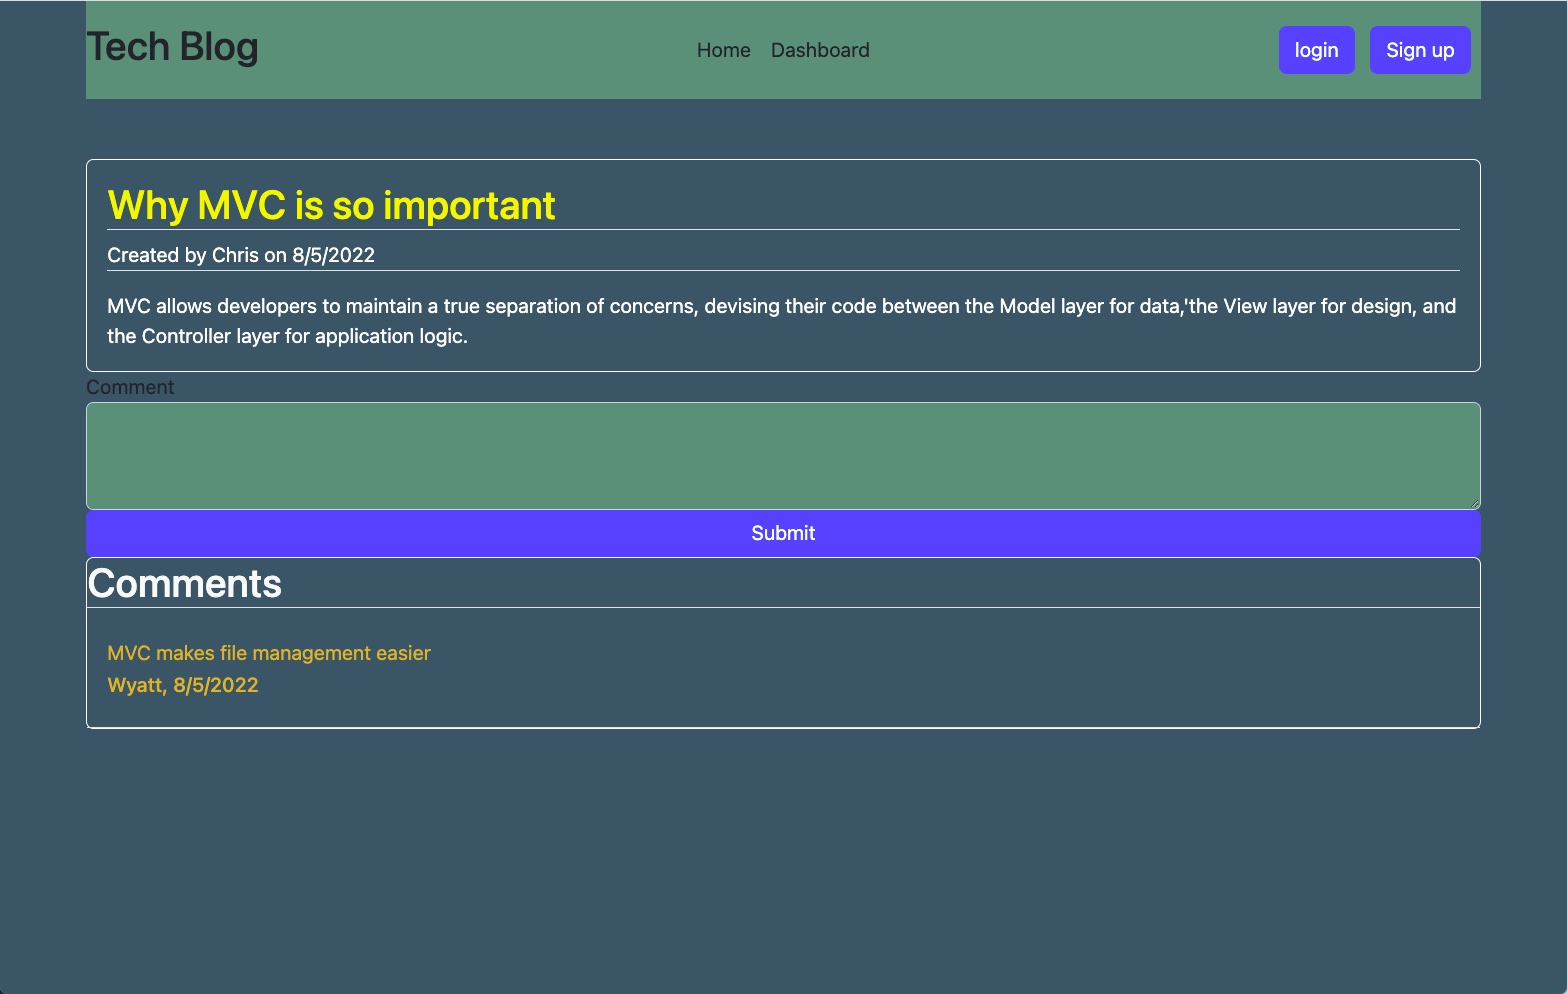 Tech Blog
Home Dashboard
login Sign up
Why MVC is so important
Created by Chris on 8/5/2022
MVC allows developers to maintain a true separation of concerns, devising their code between the Model layer for data,'the View layer for design, and
the Controller layer for application logic.
Comment
Submit
Comments
MVC makes file management easier
Wyatt, 8/5/2022